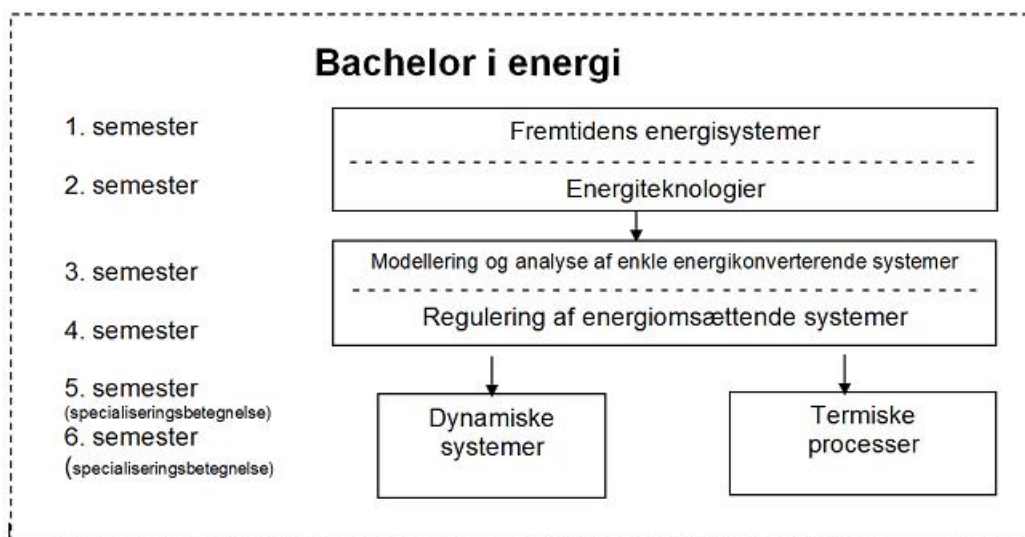 Bachelor i energi
1. semester
Fremtidens energisystemer
2. semester
Energiteknologier
3. semester
Modellering og analyse af enkle energikonverterende systemer
4. semester
Regulering af energiomsættende systemer
5. semester
(specialiseringsbetegnelse)
6. semester
(specialiseringsbetegnelse)
Dynamiske
systemer
Termiske
processer